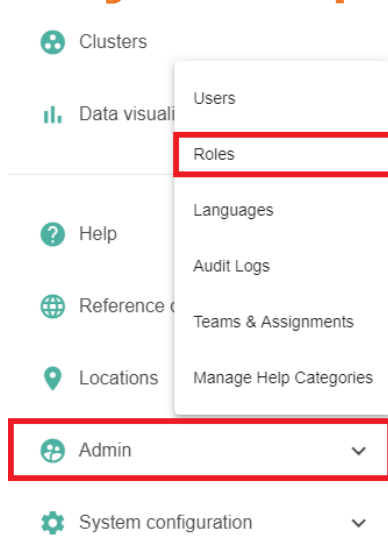 Clusters
Data visuali
Users
Roles
Languages
Help
Audit Logs
Reference
Teams & Assignments
Locations
Manage Help Categories
Admin
System configuration